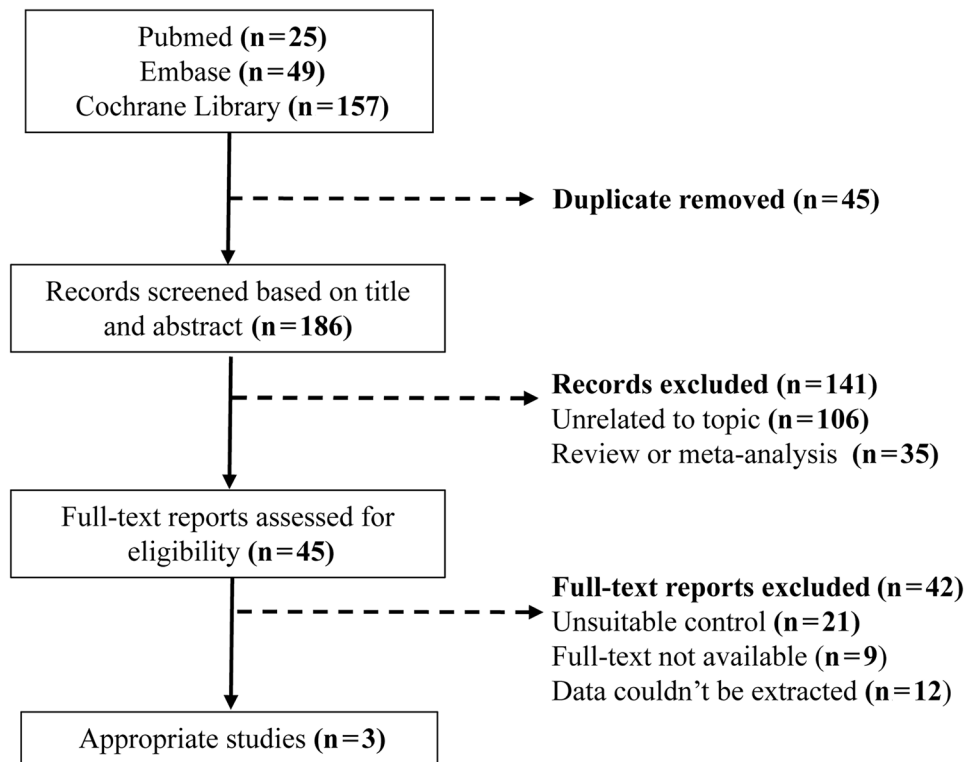 Pubmed (n=25)
Embase (n=49)
Cochrane Library (n=157)
Duplicate removed (n=45)
Records screened based on title
and abstract (n=186)
Records excluded (n=141)
Unrelated to topic (n=106)
Review or meta-analysis (n=35)
Full-text reports assessed for
eligibility (n=45)
Full-text reports excluded (n=42)
Unsuitable control (n=21)
Full-text not available (n=9)
Data couldn’t be extracted (n=12)
Appropriate studies (n=3)